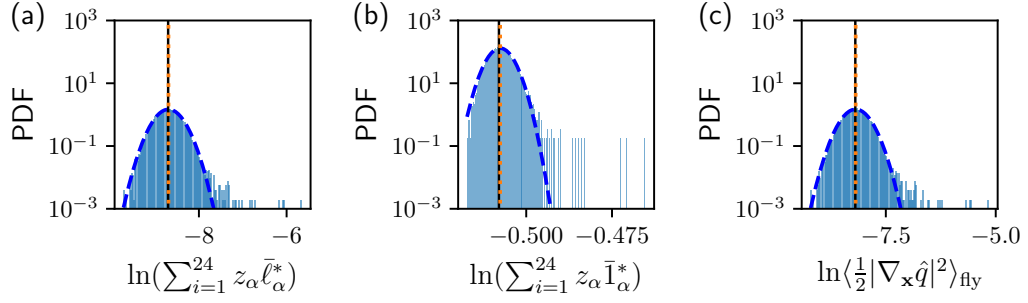 (a)
PDF
10³
10¹
10⁻¹
10⁻³
−8
−6
ln(∑²⁴ᵢ₌₁ z_α ℓ̄*_α)
(b)
PDF
10³
10¹
10⁻¹
10⁻³
−0.500
−0.475
ln(∑²⁴ᵢ₌₁ z_α 1̄*_α)
(c)
PDF
10³
10¹
10⁻¹
10⁻³
−7.5
−5.0
ln⟨½|∇ₓq̂|²⟩_fly